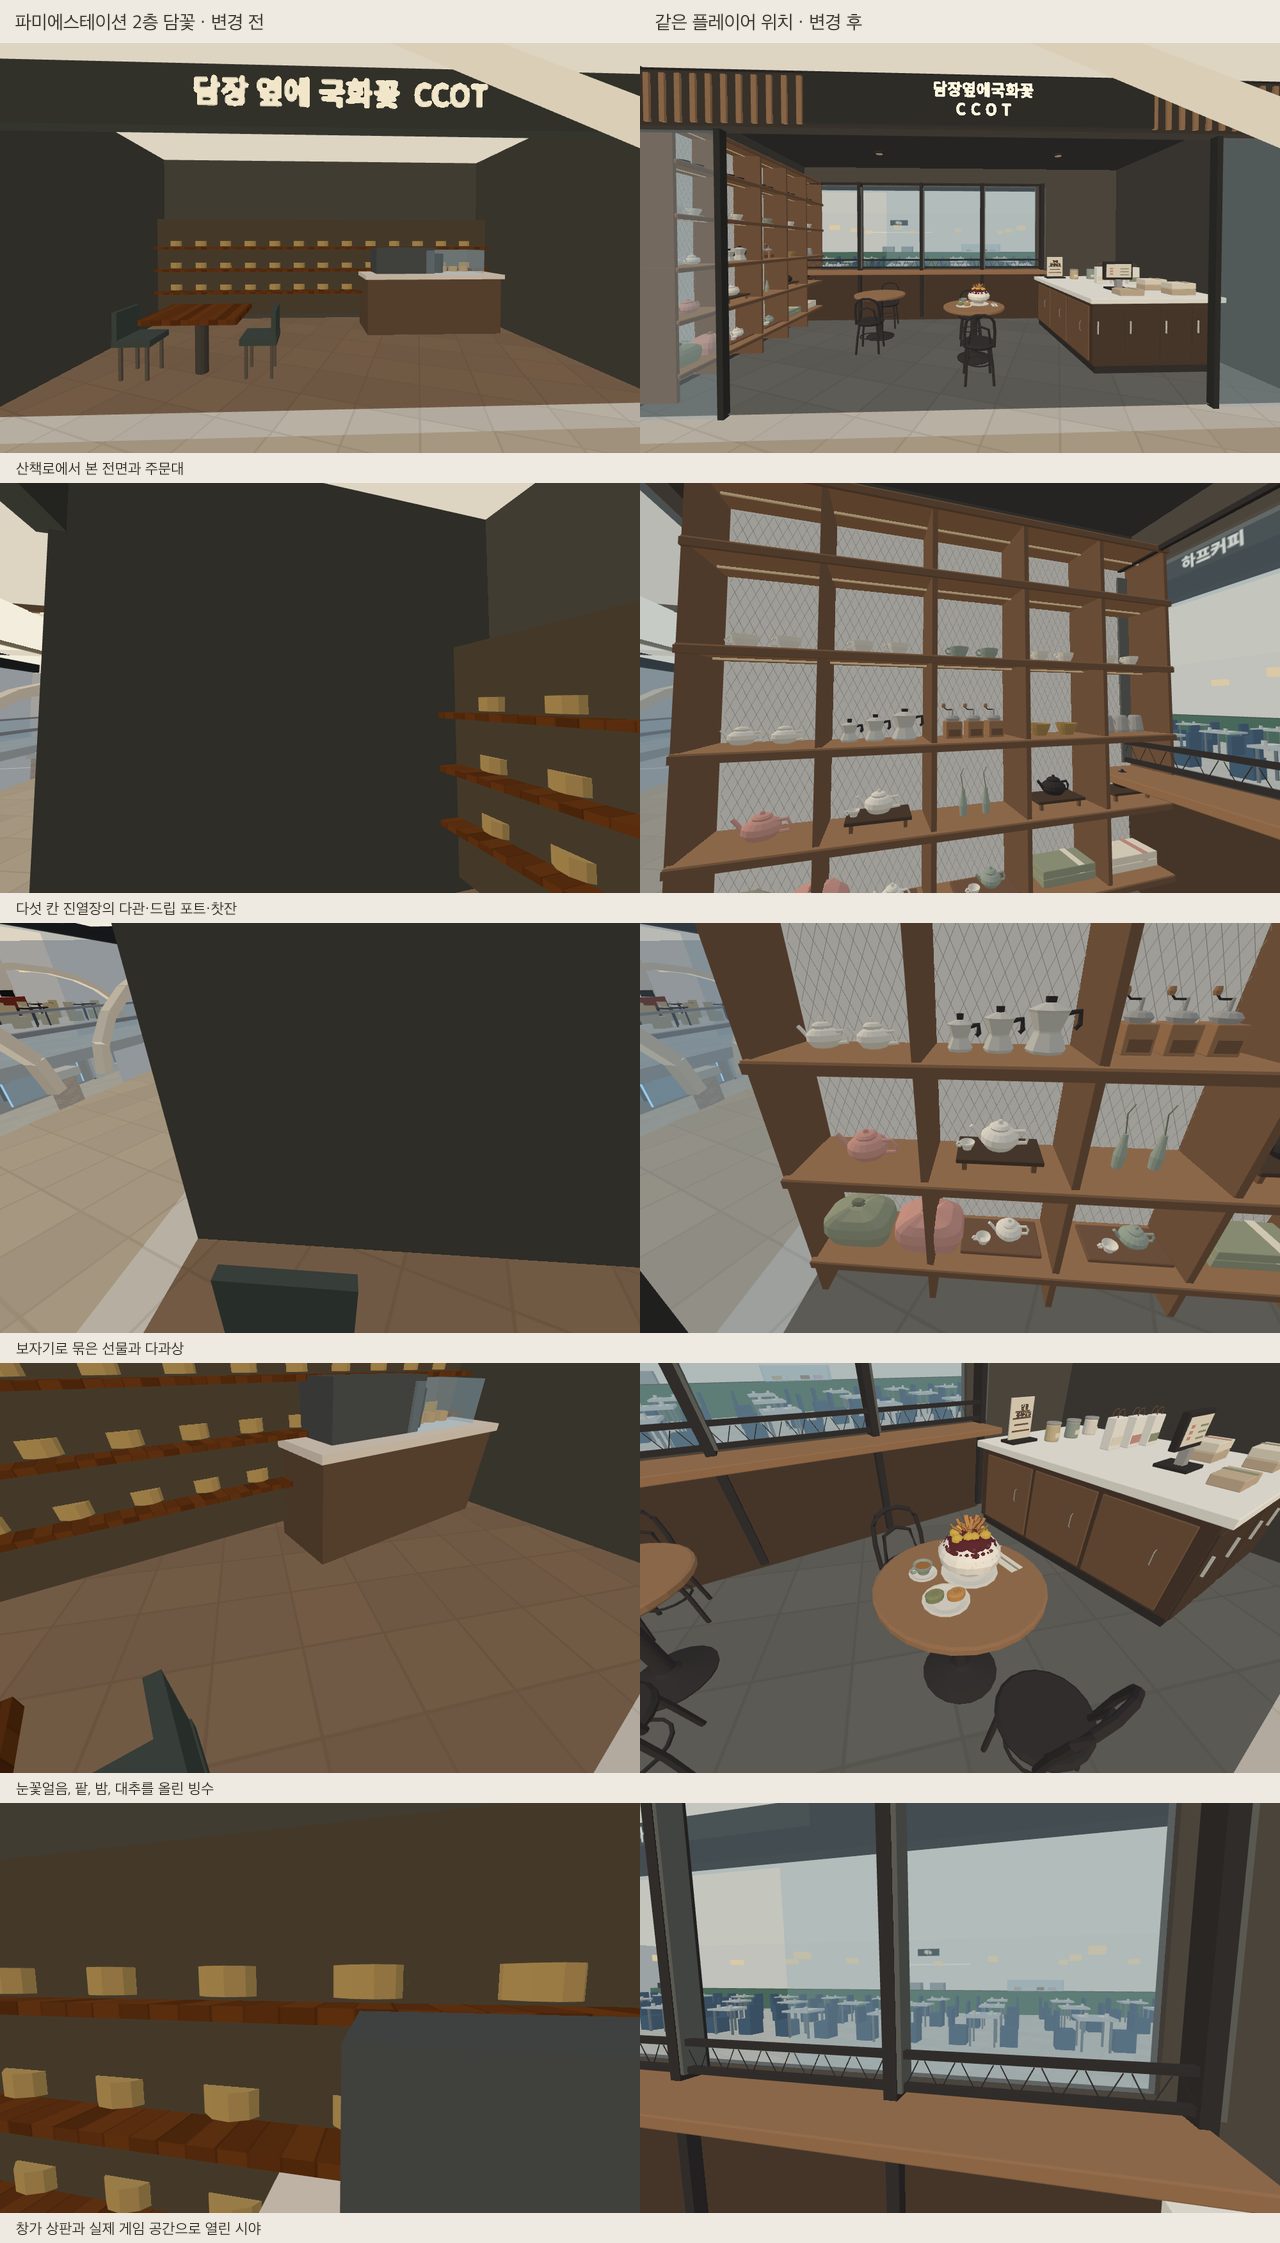 파미에스테이션 2층 담꽃 · 변경 전
같은 플레이어 위치 · 변경 후
담장 옆에 국화꽃 CCOT
담장옆에국화꽃
CCOT
산책로에서 본 전면과 주문대
하프커피
다섯 칸 진열장의 다관·드립 포트·찻잔
보자기로 묶은 선물과 다과상
눈꽃얼음, 팥, 밤, 대추를 올린 빙수
창가 상판과 실제 게임 공간으로 열린 시야